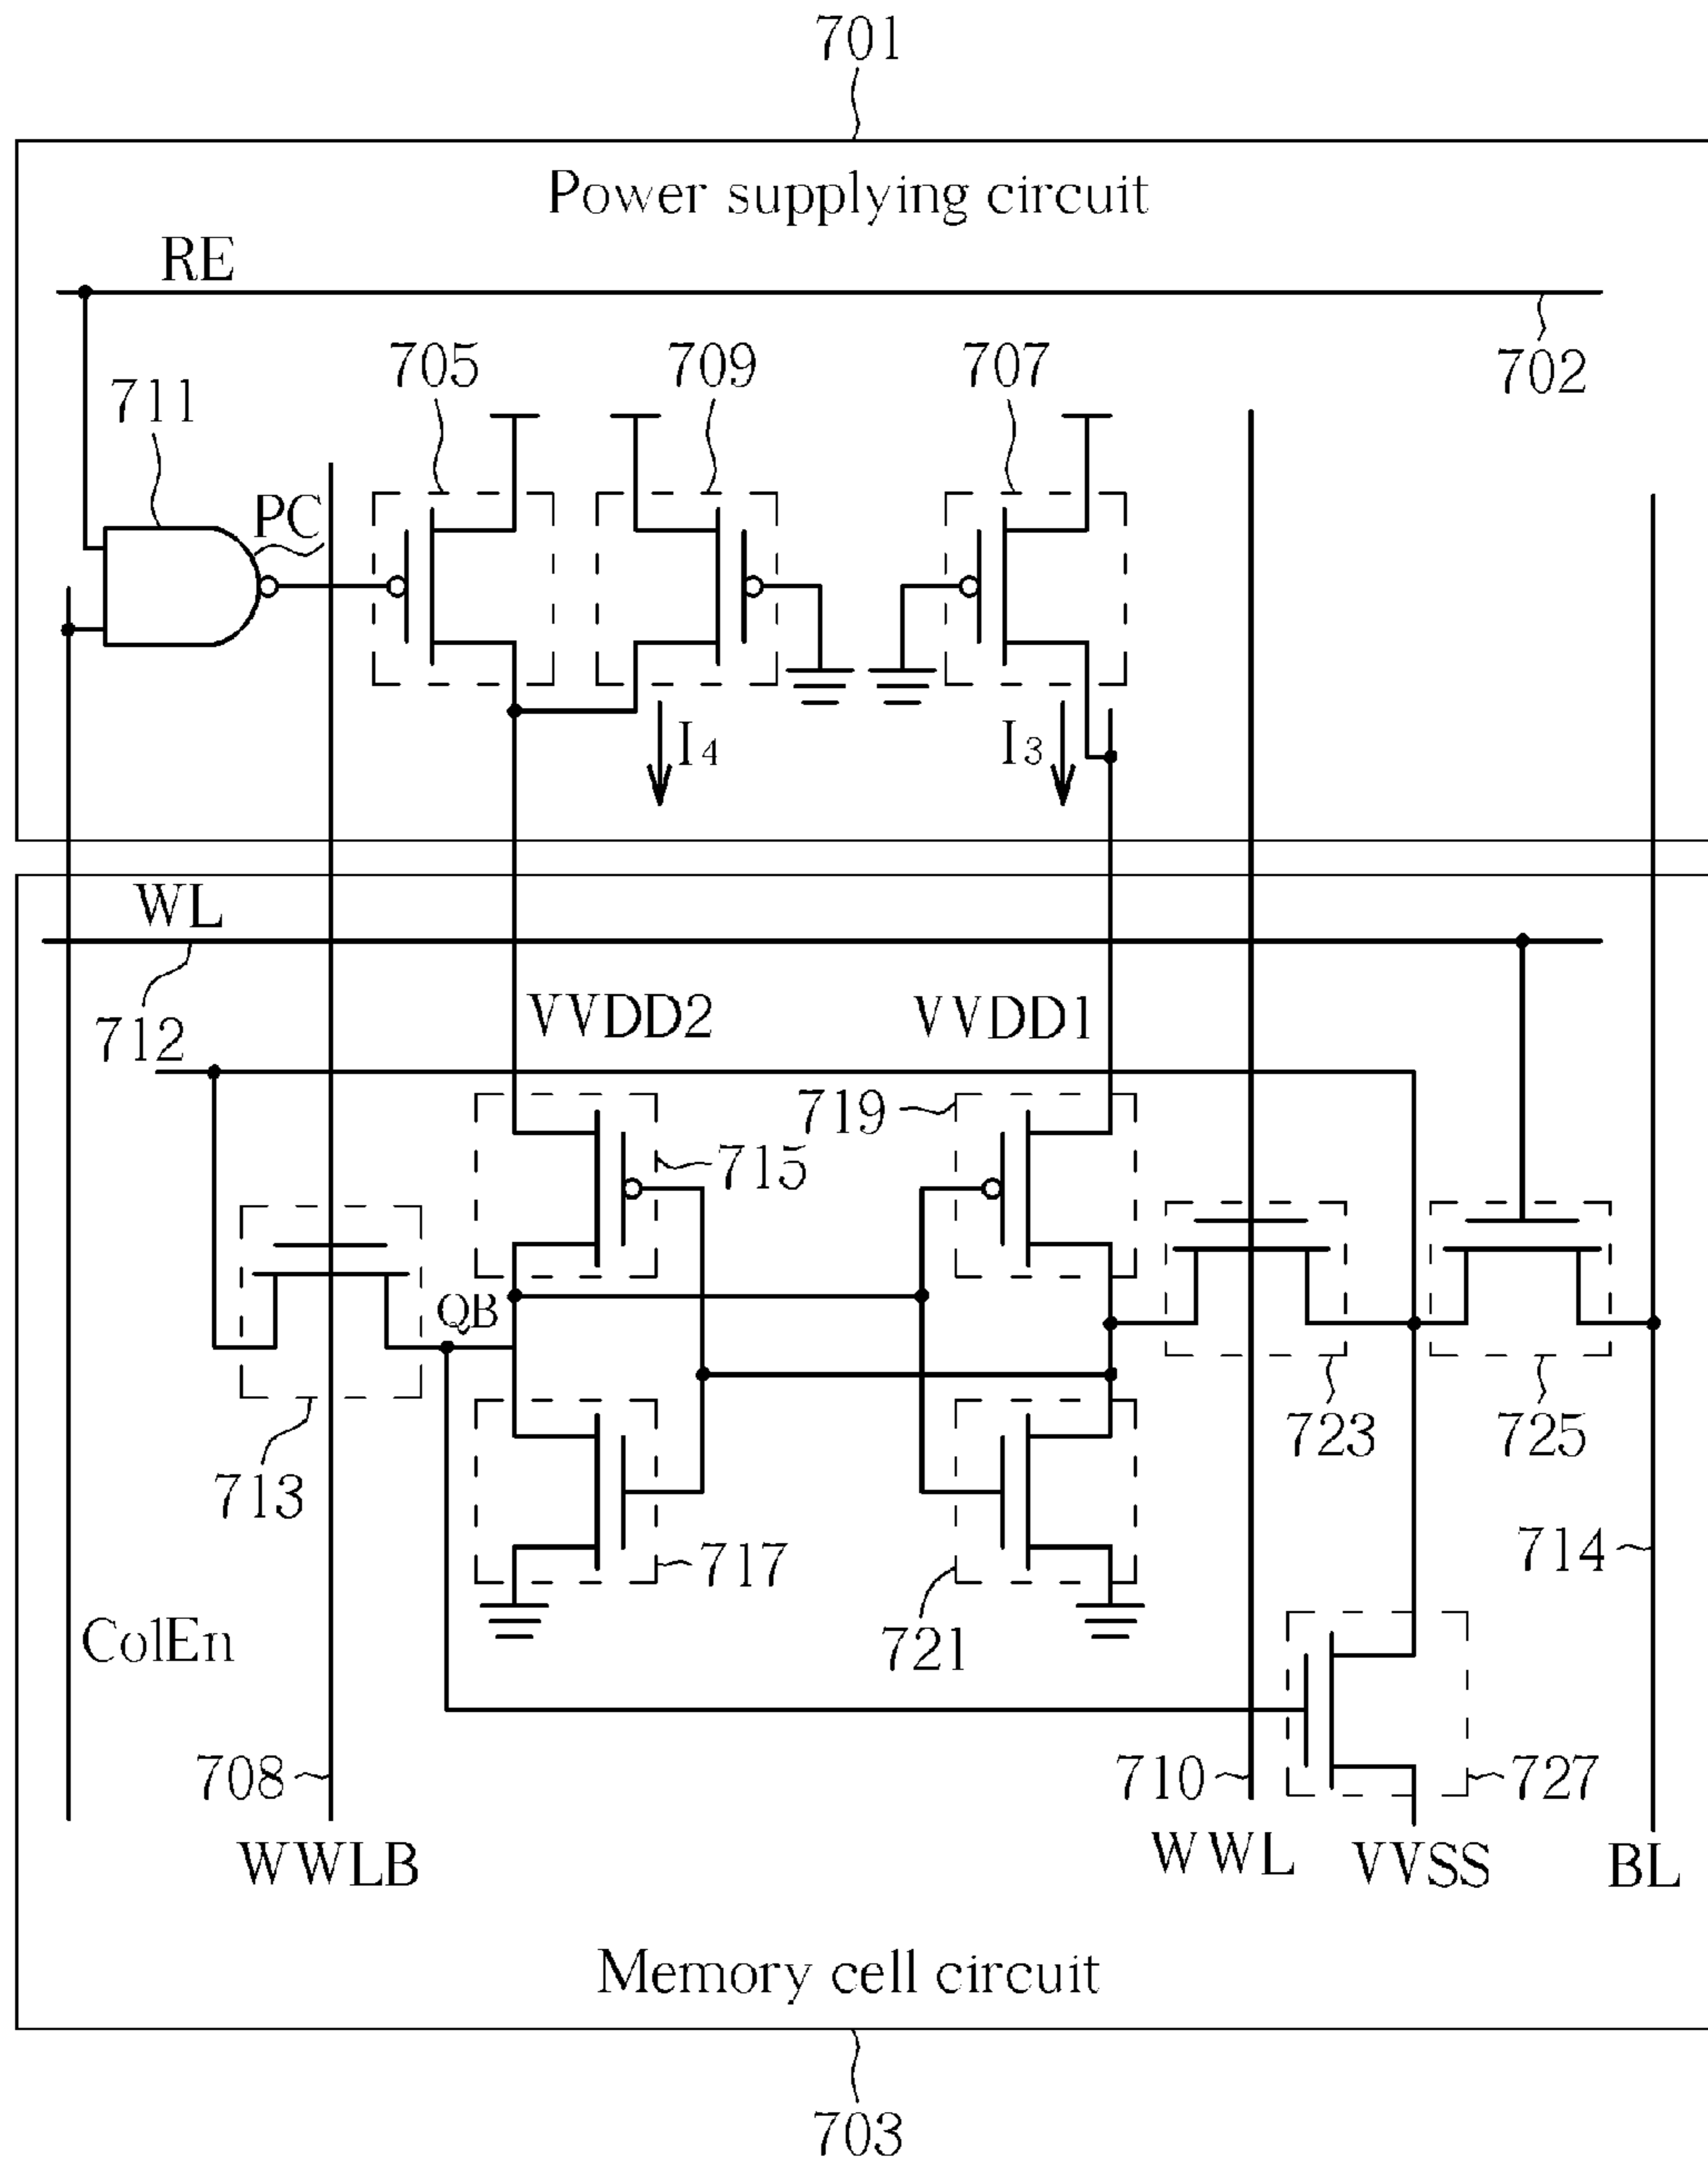 701
Power supplying circuit
RE
702
705
709
707
711
PC
I4
I3
WL
712
VVDD2
VVDD1
719
715
QB
723
725
713
717
714
721
ColEn
708
710
727
WWLB
WWL
VVSS
BL
Memory cell circuit
703